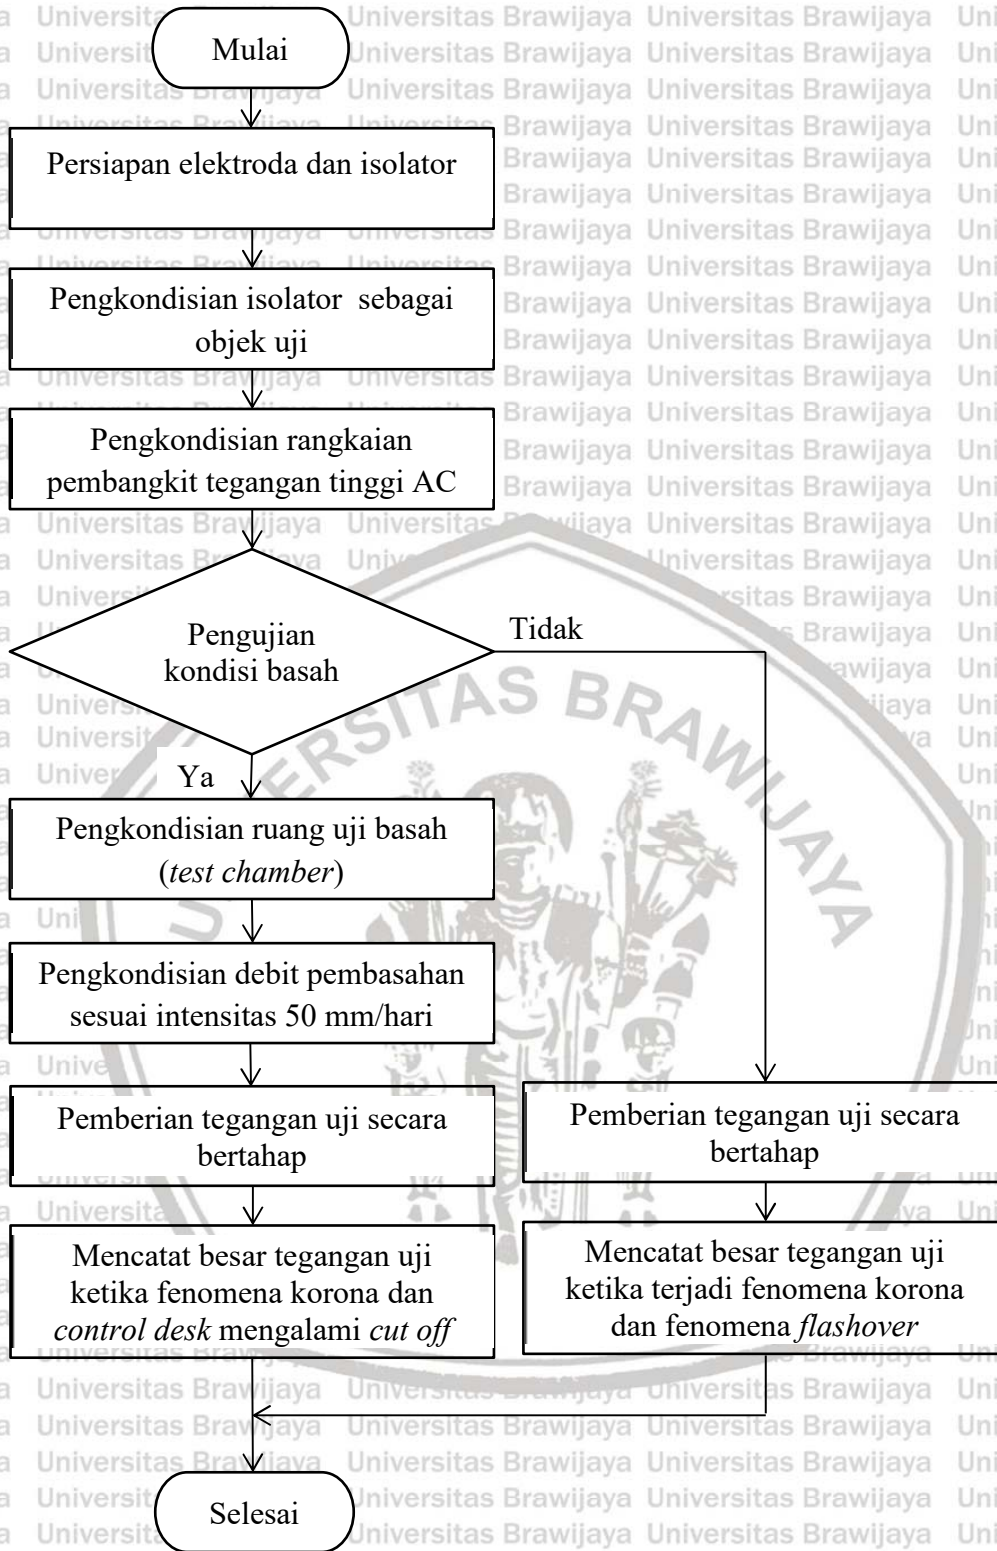 Mulai
Persiapan elektroda dan isolator
Pengkondisian isolator sebagai
objek uji
Pengkondisian rangkaian
pembangkit tegangan tinggi AC
Pengujian
kondisi basah
Tidak
Ya
Pengkondisian ruang uji basah
(test chamber)
Pengkondisian debit pembasahan
sesuai intensitas 50 mm/hari
Pemberian tegangan uji secara
bertahap
Mencatat besar tegangan uji
ketika fenomena korona dan
control desk mengalami cut off
Pemberian tegangan uji secara
bertahap
Mencatat besar tegangan uji
ketika terjadi fenomena korona
dan fenomena flashover
Selesai
UNIVERSITAS BRAWIJAYA